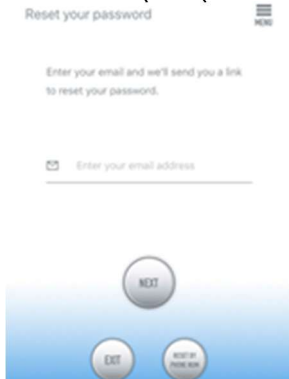 Reset your password
MENU
Enter your email and we'll send you a link
to reset your password.
Enter your email address
NEXT
EXIT
RESET BY
PHONE NUM